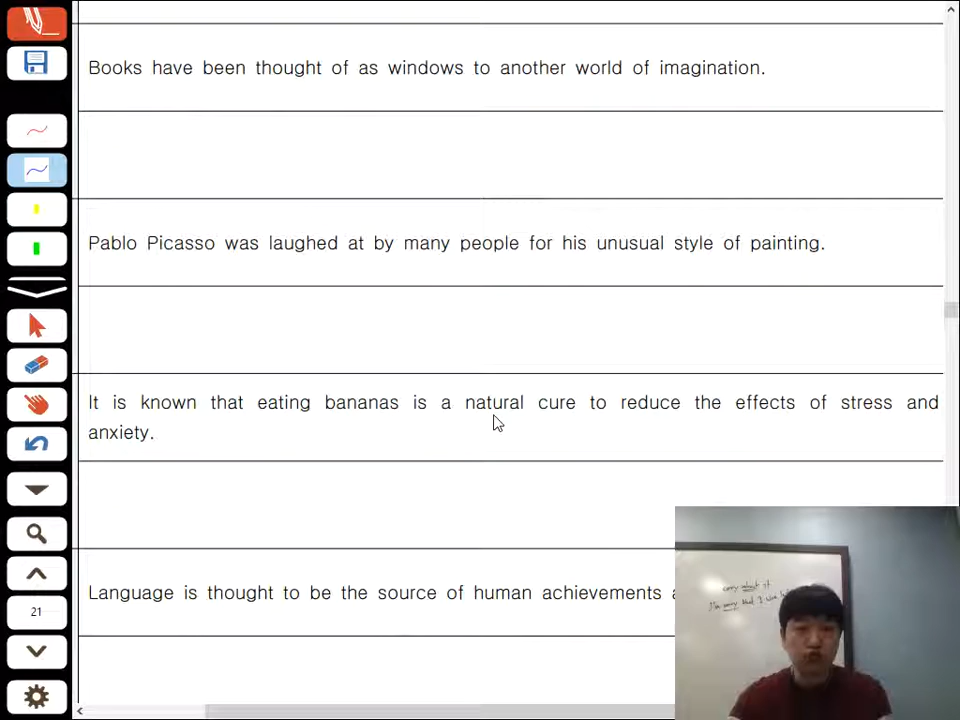 Books have been thought of as windows to another world of imagination.
Pablo Picasso was laughed at by many people for his unusual style of painting.
It is known that eating bananas is a natural cure to reduce the effects of stress and
anxiety.
Language is thought to be the source of human achievements
21